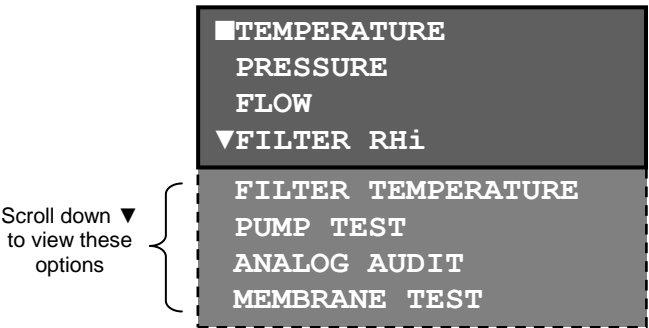 ■TEMPERATURE
PRESSURE
FLOW
▼FILTER RHi
FILTER TEMPERATURE
PUMP TEST
ANALOG AUDIT
MEMBRANE TEST
Scroll down ▼
to view these
options